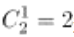 C_2^1 = 2